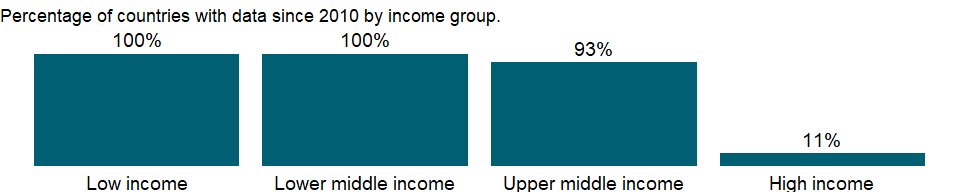 Percentage of countries with data since 2010 by income group.
100% 100% 93% 11%
Low income Lower middle income Upper middle income High income